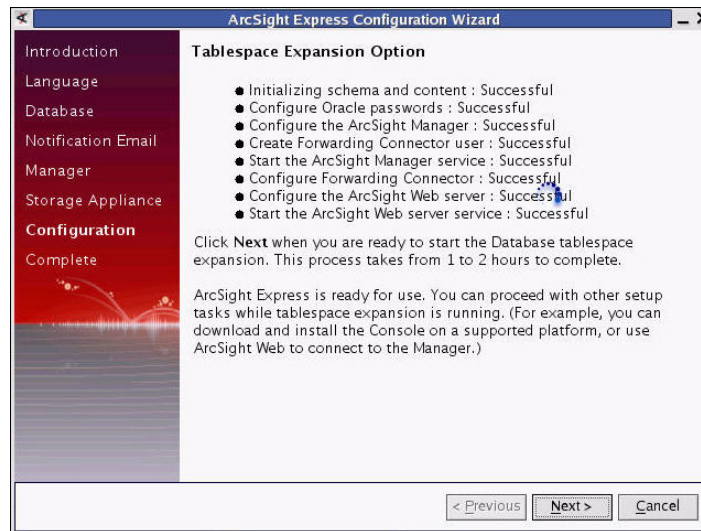 ArcSight Express Configuration Wizard
Introduction
Language
Database
Notification Email
Manager
Storage Appliance
Configuration
Complete
Tablespace Expansion Option
● Initializing schema and content : Successful
● Configure Oracle passwords : Successful
● Configure the ArcSight Manager : Successful
● Create Forwarding Connector user : Successful
● Start the ArcSight Manager service : Successful
● Configure Forwarding Connector : Successful
● Configure the ArcSight Web server : Successful
● Start the ArcSight Web server service : Successful
Click Next when you are ready to start the Database tablespace
expansion. This process takes from 1 to 2 hours to complete.
ArcSight Express is ready for use. You can proceed with other setup
tasks while tablespace expansion is running. (For example, you can
download and install the Console on a supported platform, or use
ArcSight Web to connect to the Manager.)
< Previous
Next >
Cancel